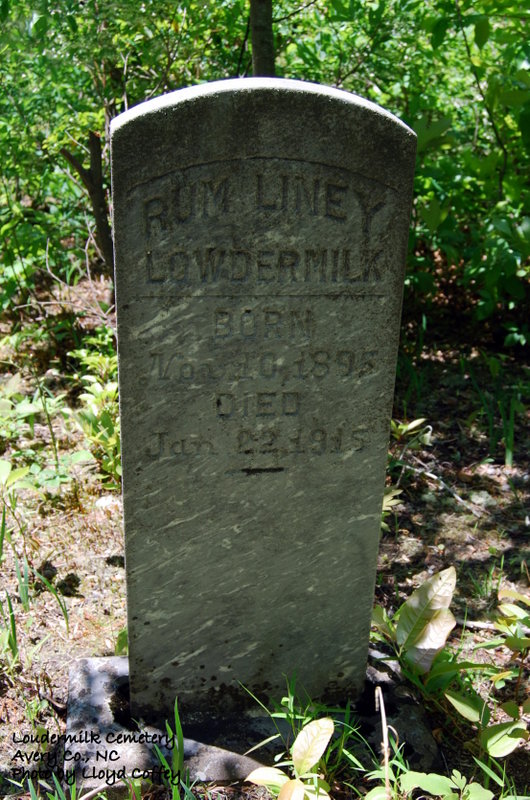 RUM LINEY
LOWDERMILK
BORN
Nov. 10, 1895
DIED
Jan 22, 1915
Loudermilk Cemetery
Avery Co., NC
Photo by Lloyd Coffey